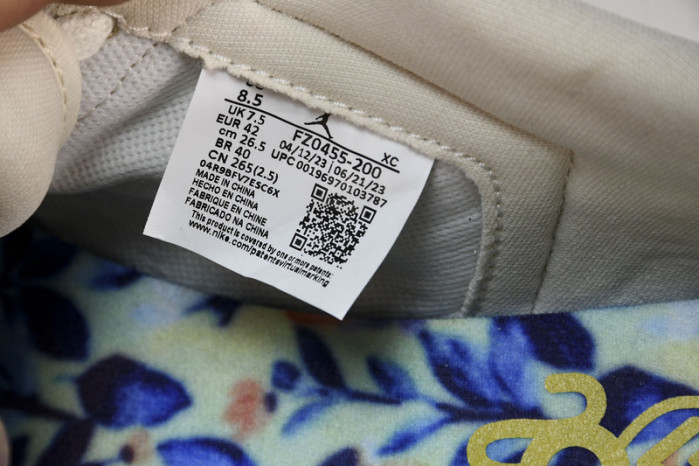 8.5
UK 7.5
EUR 42
cm 26.5
BR 40
CN 265(2.5)
04R9BFV7ESC6X
MADE IN CHINA
HECHO EN CHINA
FABRIQUE EN CHINE
FABRICADO NA CHINA
This product is covered by one or more patents:
www.nike.com/patentsvirtualmarking
FZ0455-200
XC
04/12/23 | 06/21/23
UPC 00196970103787